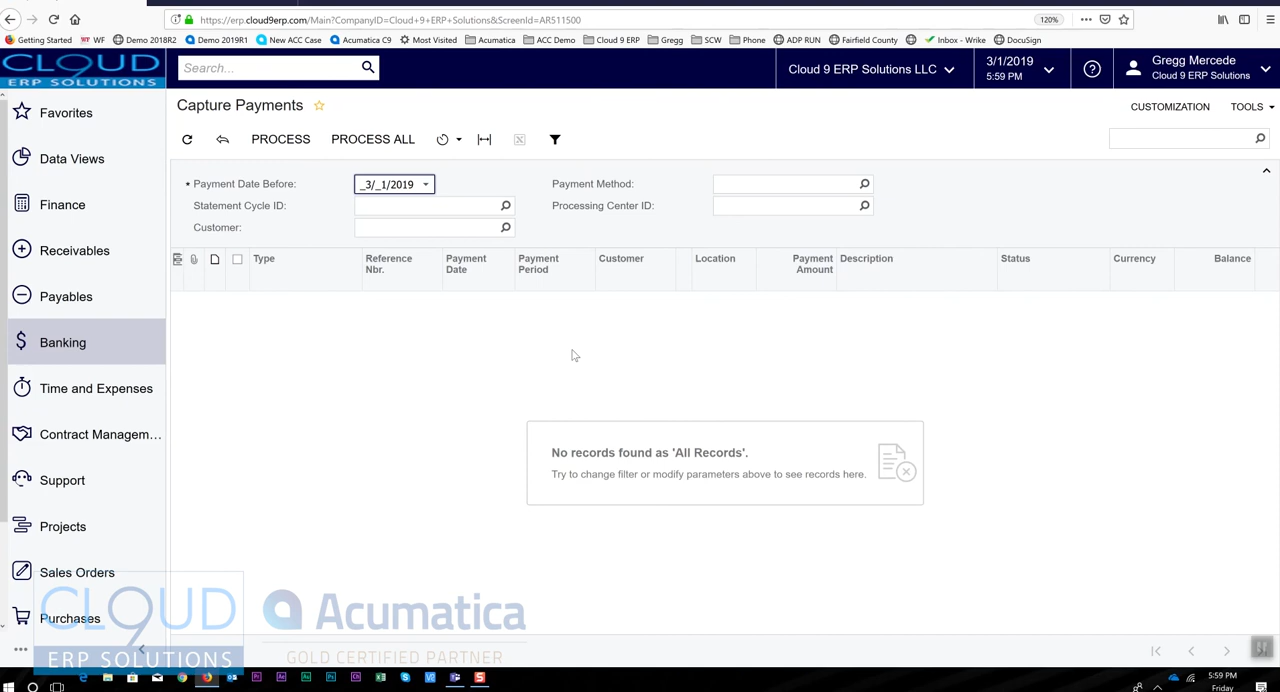 https://erp.cloud9erp.com/Main?CompanyID=Cloud+9+ERP+Solutions&ScreenId=AR511500
120%
Getting Started WF Demo 2018R2 Demo 2019R1 New ACC Case Acumatica C9 Most Visited Acumatica ACC Demo Cloud 9 ERP Gregg SCW Phone ADP RUN Fairfield County Inbox - Wrike DocuSign
CLOUD
ERP SOLUTIONS
Search...
Cloud 9 ERP Solutions LLC
3/1/2019
5:59 PM
Gregg Mercede
Cloud 9 ERP Solutions
Favorites
Data Views
Finance
Receivables
Payables
Banking
Time and Expenses
Contract Managem...
Support
Projects
Sales Orders
Purchases
Capture Payments
CUSTOMIZATION TOOLS
PROCESS PROCESS ALL
* Payment Date Before: _3/_1/2019
Payment Method:
Statement Cycle ID:
Processing Center ID:
Customer:
Type
Reference Nbr.
Payment Date
Payment Period
Customer
Location
Payment Amount
Description
Status
Currency
Balance
No records found as 'All Records'.
Try to change filter or modify parameters above to see records here.
CL9UD
ERP SOLUTIONS
Acumatica
GOLD CERTIFIED PARTNER
5:59 PM
Friday